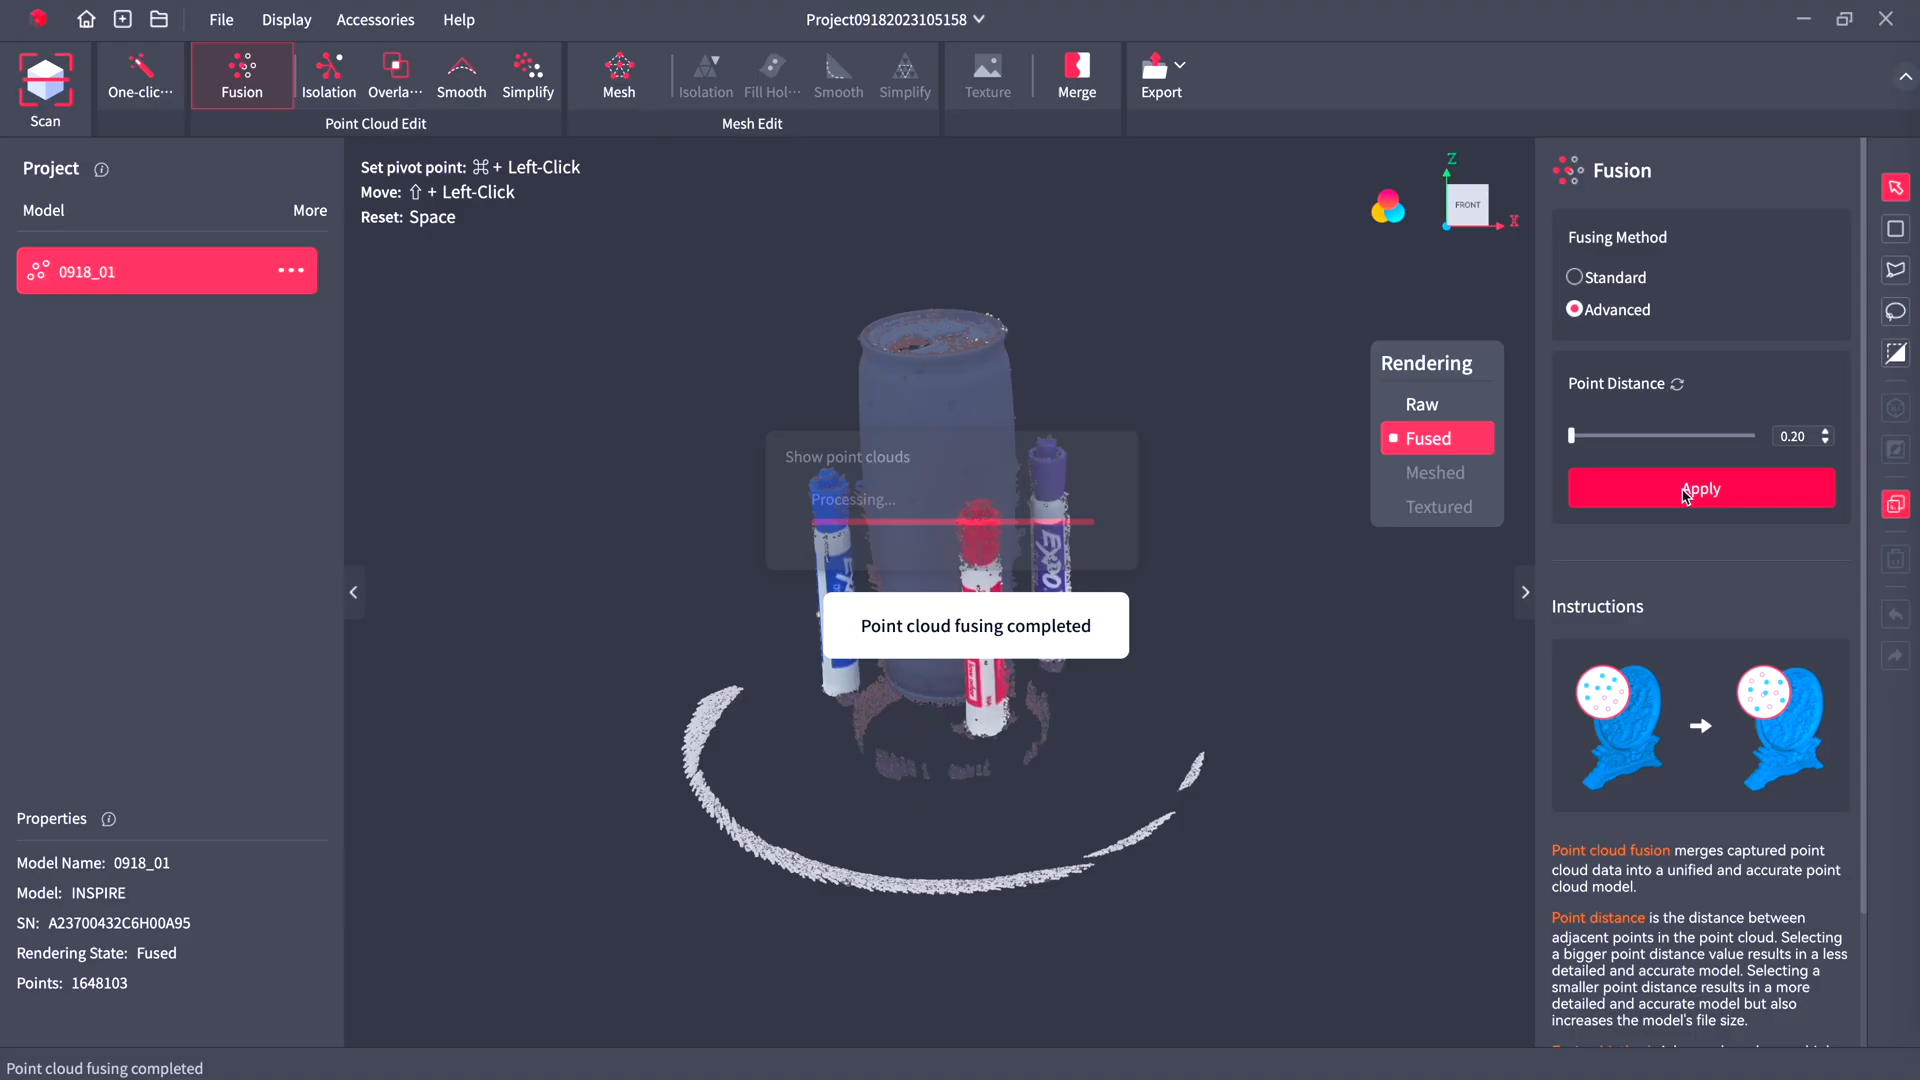 File
Display
Accessories
Help
Project09182023105158
Scan
One-clic···
Fusion
Isolation
Overla···
Smooth
Simplify
Point Cloud Edit
Mesh
Isolation
Fill Hol···
Smooth
Simplify
Mesh Edit
Texture
Merge
Export
Project
Model
More
0918_01
Set pivot point: ⌘ + Left-Click
Move: ⇧ + Left-Click
Reset: Space
Z
FRONT
X
Rendering
Raw
Fused
Meshed
Textured
Show point clouds
Processing...
EXPO
Point cloud fusing completed
Fusion
Fusing Method
Standard
Advanced
Point Distance
0.20
Apply
Instructions
Point cloud fusion merges captured point
cloud data into a unified and accurate point
cloud model.
Point distance is the distance between
adjacent points in the point cloud. Selecting
a bigger point distance value results in a less
detailed and accurate model. Selecting a
smaller point distance results in a more
detailed and accurate model but also
increases the model's file size.
Properties
Model Name: 0918_01
Model: INSPIRE
SN: A23700432C6H00A95
Rendering State: Fused
Points: 1648103
Point cloud fusing completed